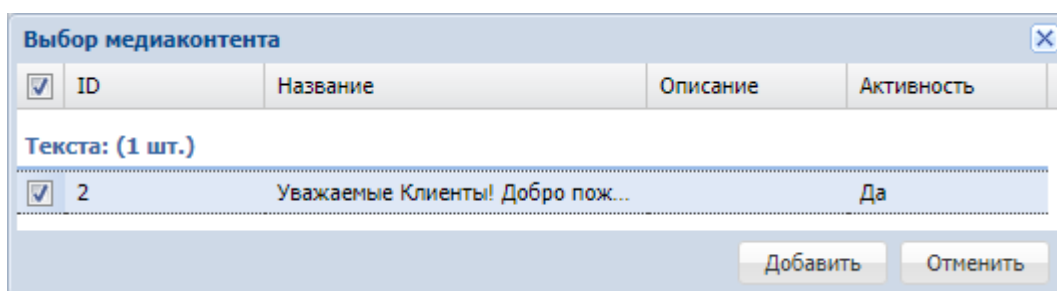 Выбор медиаконтента
ID Название Описание Активность
Текста: (1 шт.)
2 Уважаемые Клиенты! Добро пож... Да
Добавить Отменить